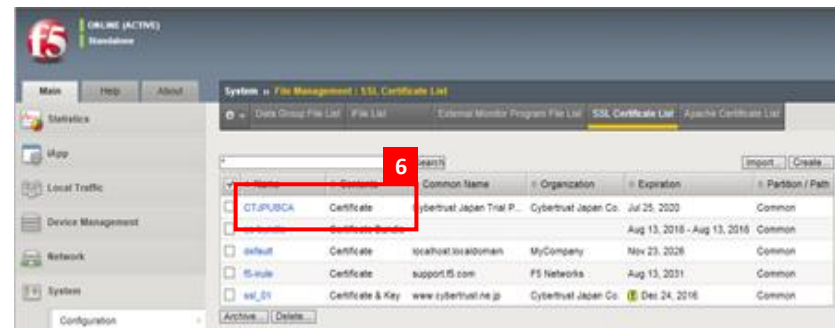 f5
ONLINE (ACTIVE)
Standalone
Main Help About
System » File Management : SSL Certificate List
Statistics
Data Group File List iFile List External Monitor Program File List SSL Certificate List Apache Certificate List
iApp
* Search Import... Create...
6
Name Contents Common Name Organization Expiration Partition / Path
Local Traffic
CTJPUBCA Certificate Cybertrust Japan Trial P... Cybertrust Japan Co. Jul 25, 2020 Common
Device Management
ca-bundle Certificate Bundle Aug 13, 2018 - Aug 13, 2018 Common
default Certificate localhost.localdomain MyCompany Nov 23, 2026 Common
Network
f5-irule Certificate support.f5.com F5 Networks Aug 13, 2031 Common
System
ssl_01 Certificate & Key www.cybertrust.ne.jp Cybertrust Japan Co. Dec 24, 2016 Common
Configuration
Archive... Delete...